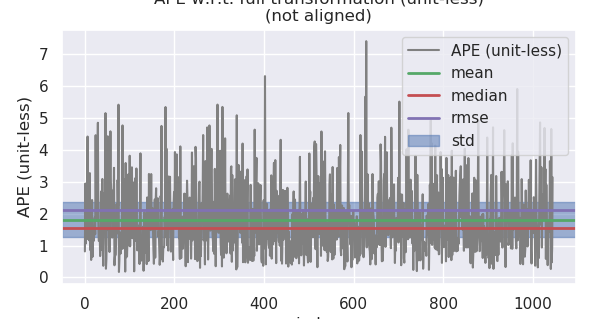 APE w.r.t. full transformation (unit-less)
(not aligned)
APE (unit-less)
7
6
5
4
3
2
1
0
0 200 400 600 800 1000
APE (unit-less)
mean
median
rmse
std